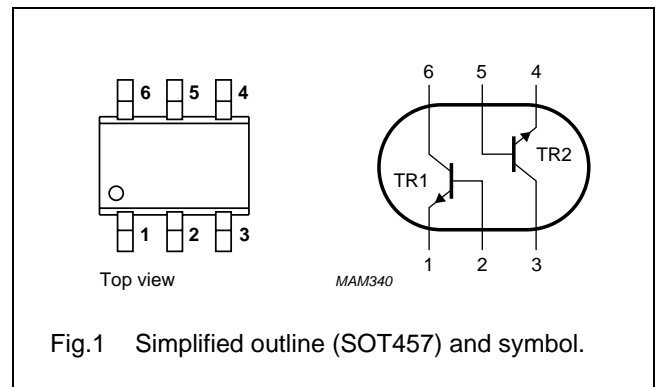 6 5 4
6 5 4
TR1
TR2
1 2 3
1 2 3
Top view
MAM340
Fig.1 Simplified outline (SOT457) and symbol.